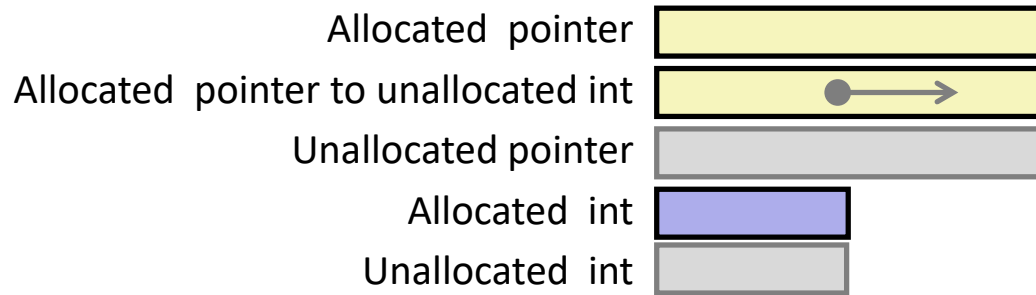 Allocated pointer
Allocated pointer to unallocated int
Unallocated pointer
Allocated int
Unallocated int